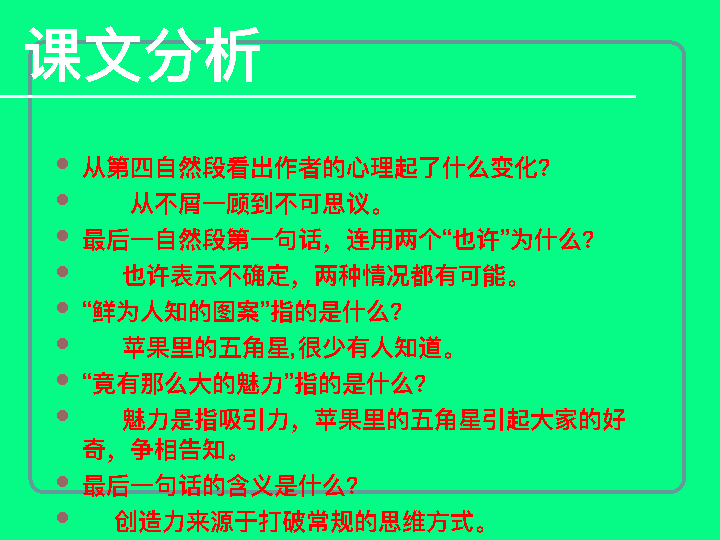 课文分析
从第四自然段看出作者的心理起了什么变化?
从不屑一顾到不可思议。
最后一自然段第一句话，连用两个“也许”为什么?
也许表示不确定，两种情况都有可能。
“鲜为人知的图案”指的是什么?
苹果里的五角星,很少有人知道。
“竟有那么大的魅力”指的是什么?
魅力是指吸引力，苹果里的五角星引起大家的好
奇，争相告知。
最后一句话的含义是什么?
创造力来源于打破常规的思维方式。